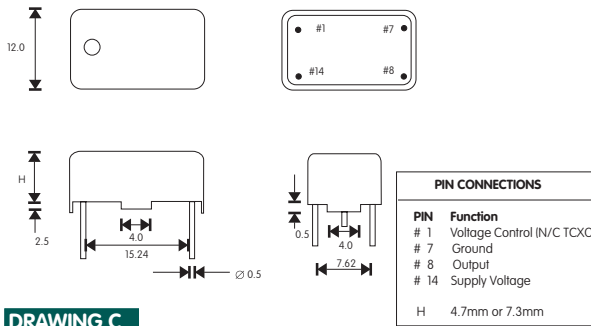 12.0
#1
#7
#14
#8
H
2.5
4.0
15.24
Ø 0.5
0.5
4.0
7.62
PIN CONNECTIONS
PIN Function
# 1 Voltage Control (N/C TCXO
# 7 Ground
# 8 Output
# 14 Supply Voltage
H 4.7mm or 7.3mm
DRAWING C